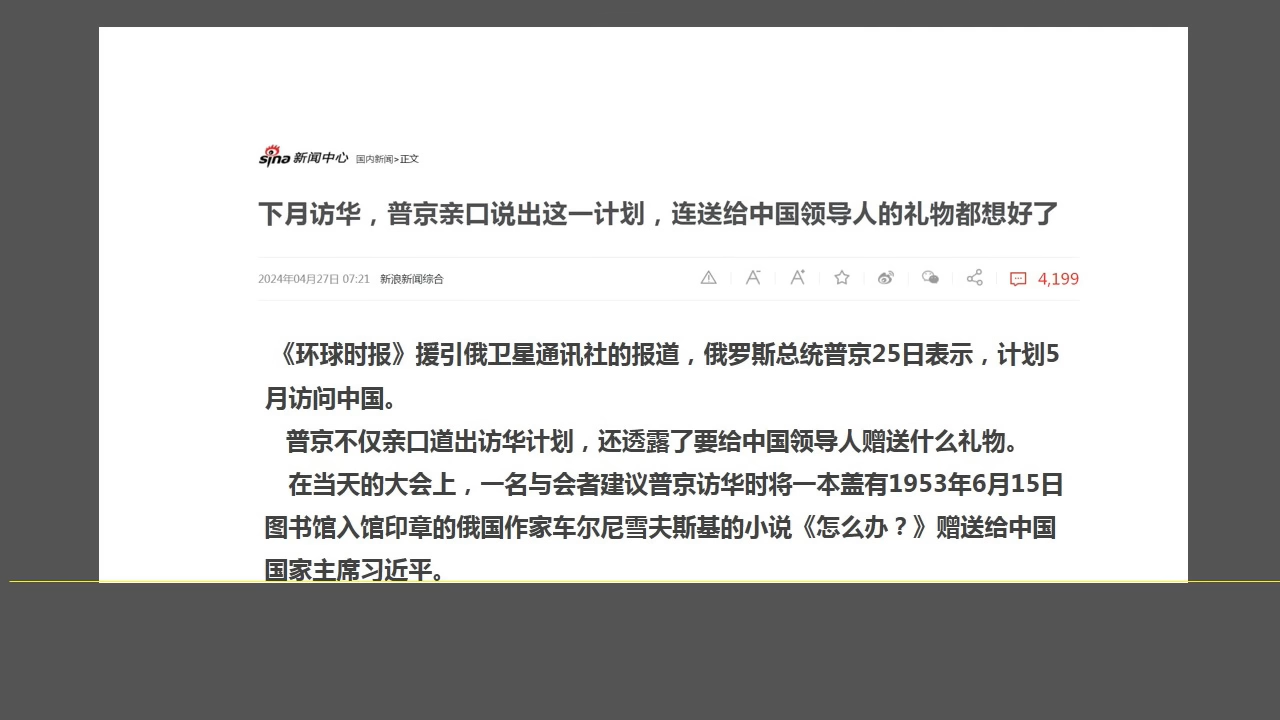 sina 新闻中心 国内新闻>正文
下月访华，普京亲口说出这一计划，连送给中国领导人的礼物都想好了
2024年04月27日 07:21 新浪新闻综合 A- A+ 4,199
《环球时报》援引俄卫星通讯社的报道，俄罗斯总统普京25日表示，计划5
月访问中国。
普京不仅亲口道出访华计划，还透露了要给中国领导人赠送什么礼物。
在当天的大会上，一名与会者建议普京访华时将一本盖有1953年6月15日
图书馆入馆印章的俄国作家车尔尼雪夫斯基的小说《怎么办？》赠送给中国
国家主席习近平。